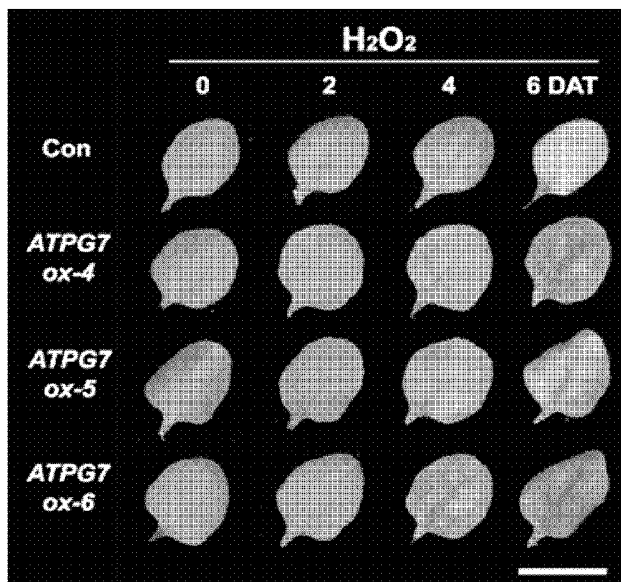 H₂O₂
0 2 4 6 DAT
Con
ATPG7
ox-4
ATPG7
ox-5
ATPG7
ox-6